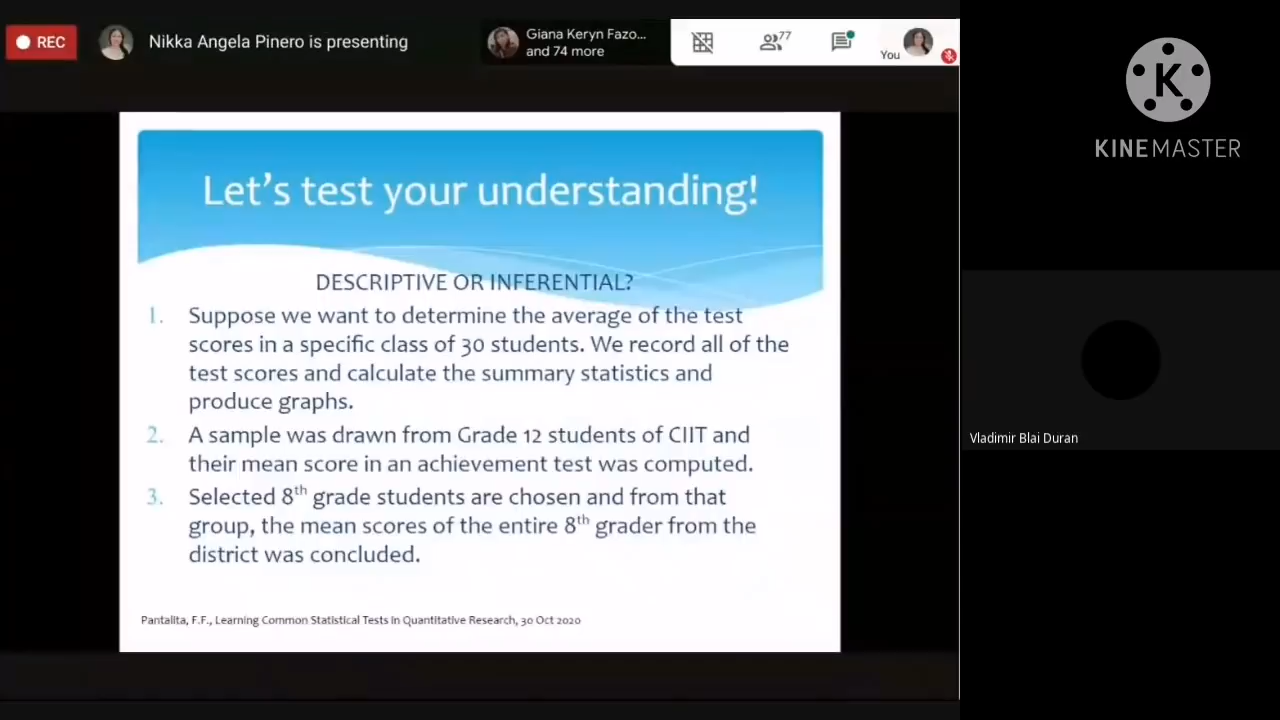 REC
Nikka Angela Pinero is presenting
Giana Keryn Fazo...
and 74 more
77
You
K
KINEMASTER
Let's test your understanding!
DESCRIPTIVE OR INFERENTIAL?
1. Suppose we want to determine the average of the test
scores in a specific class of 30 students. We record all of the
test scores and calculate the summary statistics and
produce graphs.
2. A sample was drawn from Grade 12 students of CIIT and
their mean score in an achievement test was computed.
3. Selected 8th grade students are chosen and from that
group, the mean scores of the entire 8th grader from the
district was concluded.
Pantalita, F.F., Learning Common Statistical Tests in Quantitative Research, 30 Oct 2020
Vladimir Blai Duran